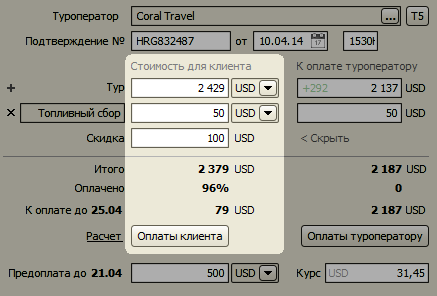 Туроператор Coral Travel ... T5
Подтверждение № HRG832487 от 10.04.14 17 1530
Стоимость для клиента К оплате туроператору
+ Тур 2 429 USD +292 2 137 USD
× Топливный сбор 50 USD 50 USD
Скидка 100 USD < Скрыть
Итого 2 379 USD 2 187 USD
Оплачено 96% 0
К оплате до 25.04 79 USD 2 187 USD
Расчет Оплаты клиента Оплаты туроператору
Предоплата до 21.04 500 USD Курс USD 31,45